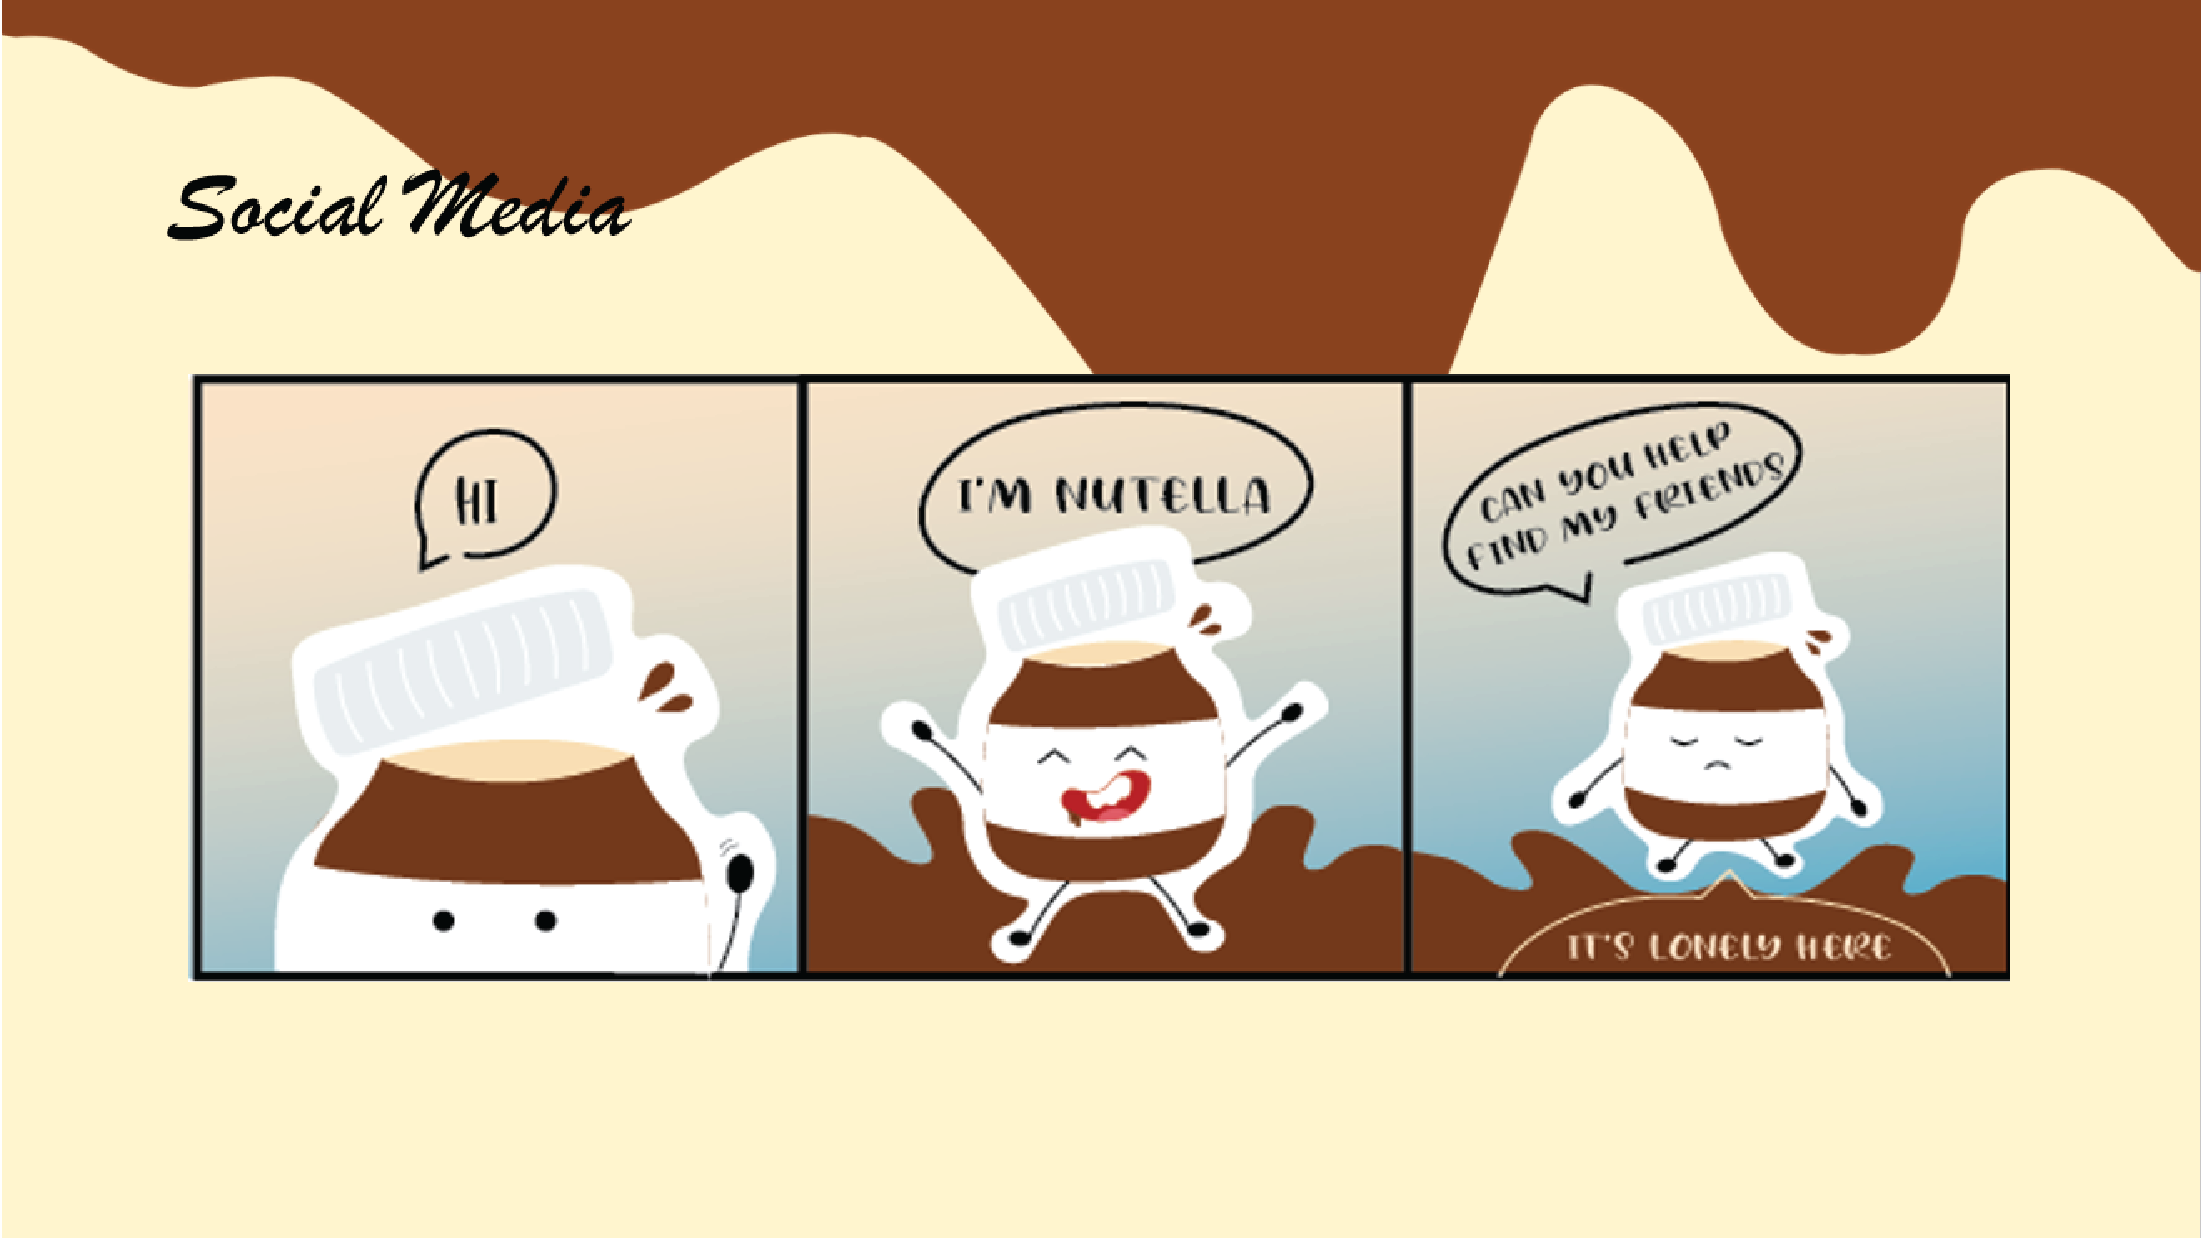 Social Media
HI
I'M NUTELLA
CAN YOU HELP
FIND MY FRIENDS
IT'S LONELY HERE